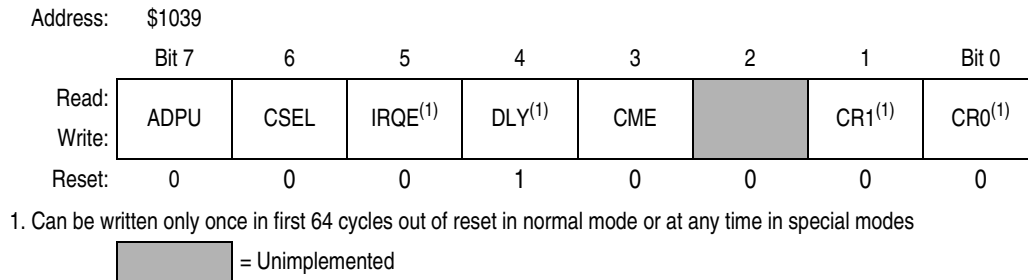 Address: $1039
Bit 7 6 5 4 3 2 1 Bit 0
Read:
ADPU CSEL IRQE(1) DLY(1) CME CR1(1) CR0(1)
Write:
Reset: 0 0 0 1 0 0 0 0
1. Can be written only once in first 64 cycles out of reset in normal mode or at any time in special modes
= Unimplemented